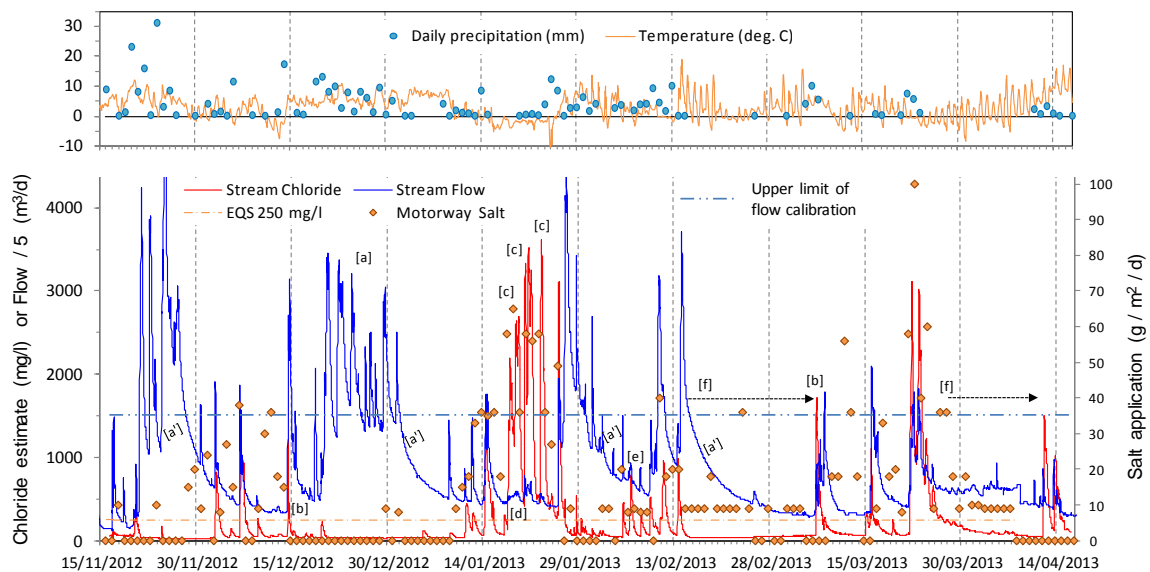 30
20
10
0
-10
Daily precipitation (mm)
Temperature (deg. C)
Chloride estimate (mg/l) or Flow / 5 (m³/d)
4000
3000
2000
1000
0
Stream Chloride
Stream Flow
EQS 250 mg/l
Motorway Salt
Upper limit of
flow calibration
[a]
[c]
[c]
[c]
[a']
[b]
[a']
[d]
[a']
[e]
[f]
[a']
[b]
[f]
100
90
80
70
60
50
40
30
20
10
0
Salt application (g / m² / d)
15/11/2012
30/11/2012
15/12/2012
30/12/2012
14/01/2013
29/01/2013
13/02/2013
28/02/2013
15/03/2013
30/03/2013
14/04/2013